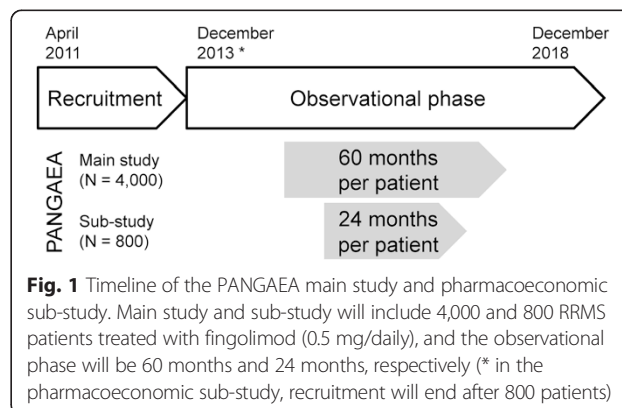 April
2011
December
2013 *
December
2018
Recruitment
Observational phase
PANGAEA
Main study
(N = 4,000)
60 months
per patient
Sub-study
(N = 800)
24 months
per patient
Fig. 1 Timeline of the PANGAEA main study and pharmacoeconomic
sub-study. Main study and sub-study will include 4,000 and 800 RRMS
patients treated with fingolimod (0.5 mg/daily), and the observational
phase will be 60 months and 24 months, respectively (* in the
pharmacoeconomic sub-study, recruitment will end after 800 patients)